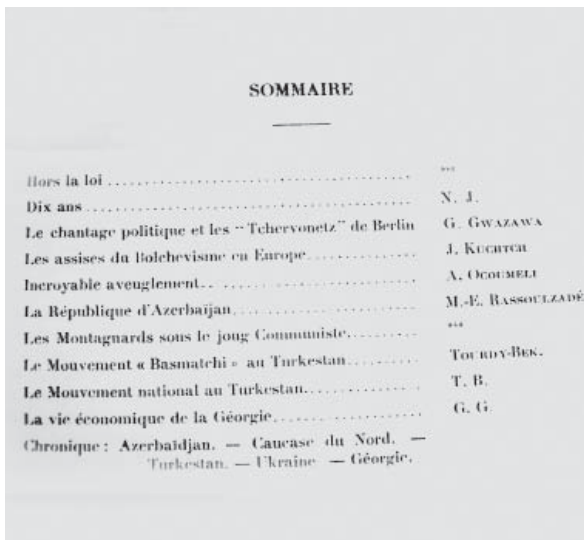 SOMMAIRE
Hors la loi ........................................ ***
Dix ans ........................................ N. J.
Le chantage politique et les "Tchervonetz" de Berlin G. GWAZAWA
Les assises du Bolchevisme en Europe ............... J. KUCHTCH
Incroyable aveuglement.. .......................... A. OCOUMELI
La République d'Azerbaïjan.......................... M.-E. RASSOULZADÉ
Les Montagnards sous le joug Communiste.......... ***
Le Mouvement « Basmatchi » au Turkestan.......... TOURDY-BEK.
Le Mouvement national au Turkestan............... T. B.
La vie économique de la Géorgie.................... G. G.
Chronique : Azerbaïdjan. — Caucase du Nord. —
Turkestan. — Ukraine — Géorgie.